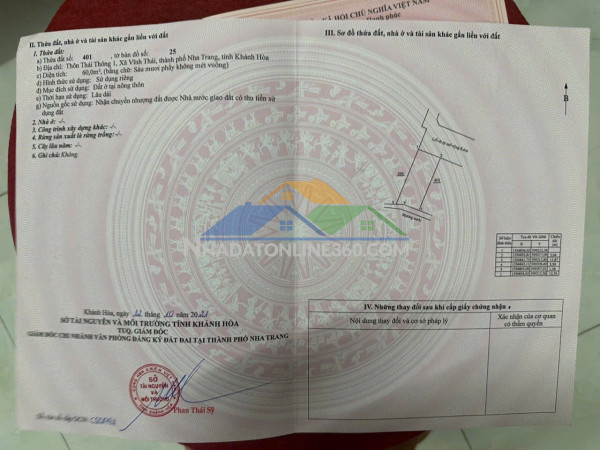 XÃ HỘI CHỦ NGHĨA VIỆT NAM
II. Thửa đất, nhà ở và tài sản khác gắn liền với đất
1. Thửa đất:
a) Thửa đất số: 401 , tờ bản đồ số: 25
b) Địa chỉ: Thôn Thái Thông 1, Xã Vĩnh Thái, thành phố Nha Trang, tỉnh Khánh Hòa
c) Diện tích: 60,0m², (bằng chữ: Sáu mươi phẩy không mét vuông)
d) Hình thức sử dụng: Sử dụng riêng
đ) Mục đích sử dụng: Đất ở tại nông thôn
e) Thời hạn sử dụng: Lâu dài
g) Nguồn gốc sử dụng: Nhận chuyển nhượng đất được Nhà nước giao đất có thu tiền sử
dụng đất
2. Nhà ở: -/-
3. Công trình xây dựng khác: -/-
4. Rừng sản xuất là rừng trồng: -/-
5. Cây lâu năm: -/-
6. Ghi chú: Không.
NHADATONLINE360.COM
Khánh Hòa, ngày tháng năm 2021
SỞ TÀI NGUYÊN VÀ MÔI TRƯỜNG TỈNH KHÁNH HÒA
TUQ. GIÁM ĐỐC
GIÁM ĐỐC CHI NHÁNH VĂN PHÒNG ĐĂNG KÝ ĐẤT ĐAI TẠI THÀNH PHỐ NHA TRANG
SỞ
TÀI NGUYÊN
VÀ
MÔI TRƯỜNG
Phan Thái Sỹ
III. Sơ đồ thửa đất, nhà ở và tài sản khác gắn liền với đất
B
IV. Những thay đổi sau khi cấp giấy chứng nhận
Nội dung thay đổi và cơ sở pháp lý
Xác nhận của cơ quan
có thẩm quyền